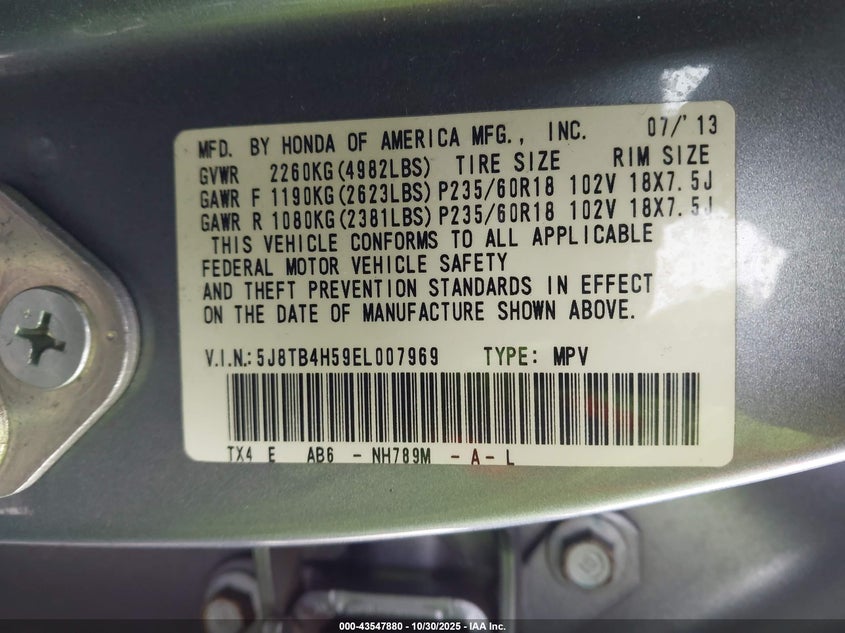 MFD. BY HONDA OF AMERICA MFG., INC. 07/'13
GVWR 2260KG(4982LBS) TIRE SIZE RIM SIZE
GAWR F 1190KG(2623LBS) P235/60R18 102V 18X7.5J
GAWR R 1080KG(2381LBS) P235/60R18 102V 18X7.5J
THIS VEHICLE CONFORMS TO ALL APPLICABLE
FEDERAL MOTOR VEHICLE SAFETY
AND THEFT PREVENTION STANDARDS IN EFFECT
ON THE DATE OF MANUFACTURE SHOWN ABOVE.
V.I.N.: 5J8TB4H59EL007969 TYPE: MPV
TX4 E AB6 - NH789M - A - L
000-43547880 - 10/30/2025 - IAA Inc.